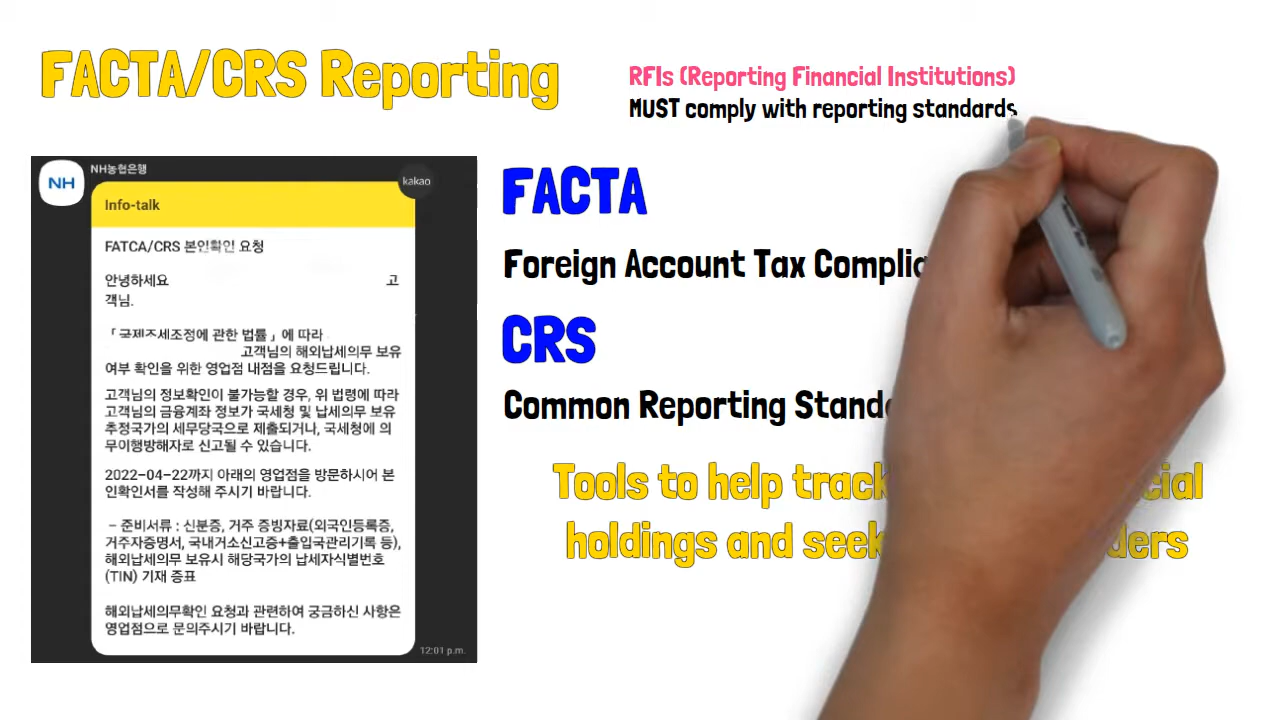 FACTA/CRS Reporting
RFIs (Reporting Financial Institutions)
MUST comply with reporting standards
NH농협은행
NH
kakao
Info-talk
FATCA/CRS 본인확인 요청
안녕하세요 고
객님.
「국제조세조정에 관한 법률」에 따라
고객님의 해외납세의무 보유
여부 확인을 위한 영업점 내점을 요청드립니다.
고객님의 정보확인이 불가능할 경우, 위 법령에 따라
고객님의 금융계좌 정보가 국세청 및 납세의무 보유
추정국가의 세무당국으로 제출되거나, 국세청에 의
무이행방해자로 신고될 수 있습니다.
2022-04-22까지 아래의 영업점을 방문하시어 본
인확인서를 작성해 주시기 바랍니다.
- 준비서류 : 신분증, 거주 증빙자료(외국인등록증,
거주자증명서, 국내거소신고증+출입국관리기록 등),
해외납세의무 보유시 해당국가의 납세자식별번호
(TIN) 기재 증표
해외납세의무확인 요청과 관련하여 궁금하신 사항은
영업점으로 문의주시기 바랍니다.
12:01 p.m.
FACTA
Foreign Account Tax
CRS
Common Reporting
Tools to help
holdings and